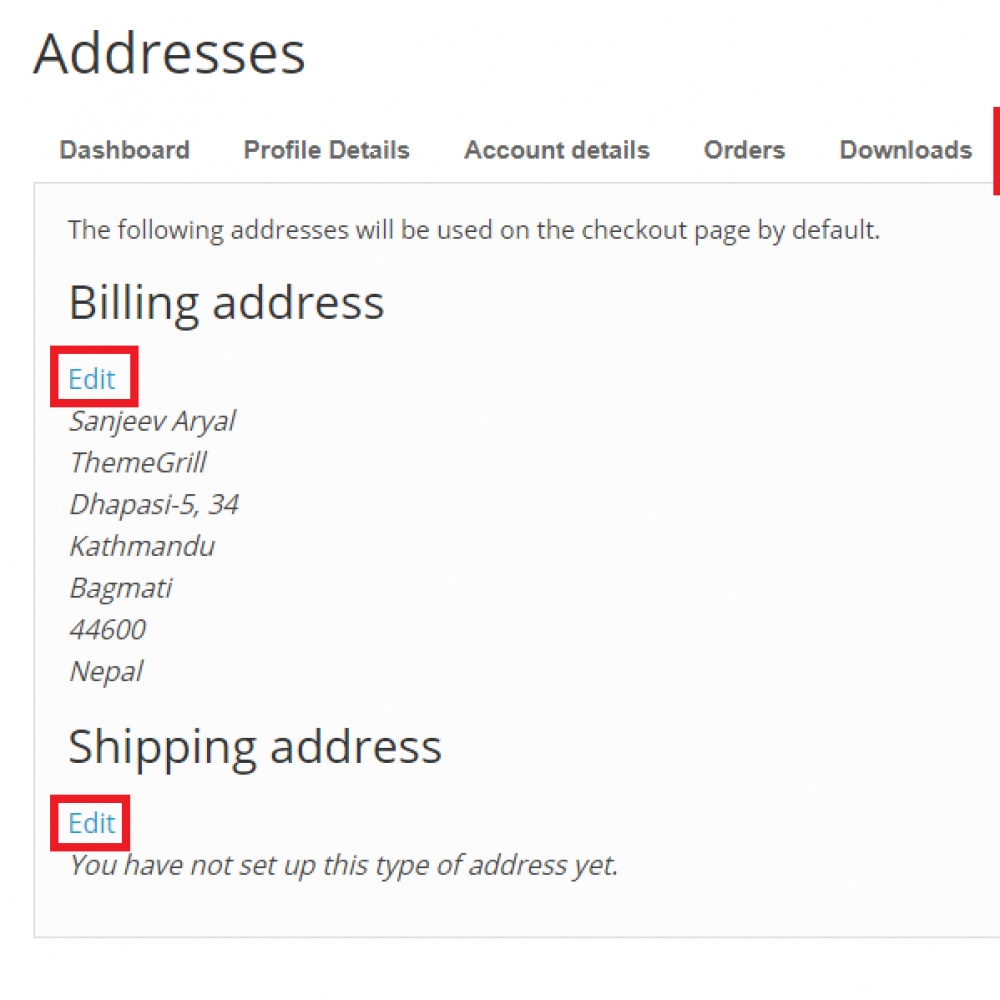 Addresses
Dashboard Profile Details Account details Orders Downloads
The following addresses will be used on the checkout page by default.
Billing address
Edit
Sanjeev Aryal
ThemeGrill
Dhapasi-5, 34
Kathmandu
Bagmati
44600
Nepal
Shipping address
Edit
You have not set up this type of address yet.